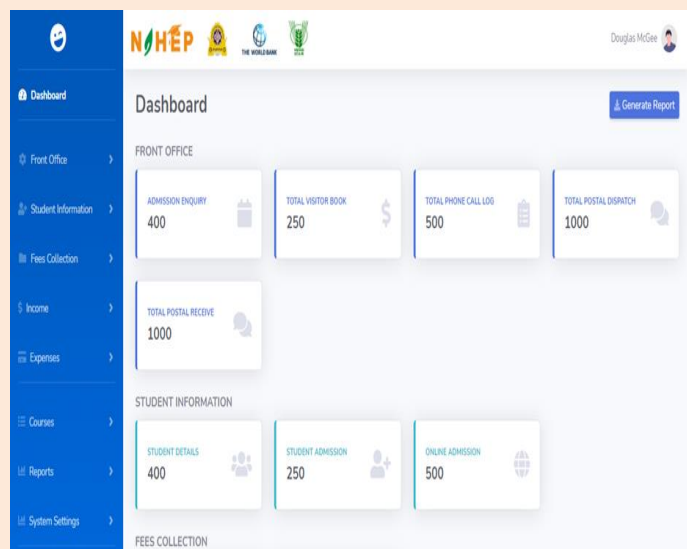 NAHEP
THE WORLD BANK
Douglas McGee
Dashboard
Front Office
Student Information
Fees Collection
$ Income
Expenses
Courses
Reports
System Settings
Dashboard
Generate Report
FRONT OFFICE
ADMISSION ENQUIRY
400
TOTAL VISITOR BOOK
250
$
TOTAL PHONE CALL LOG
500
TOTAL POSTAL DISPATCH
1000
TOTAL POSTAL RECEIVE
1000
STUDENT INFORMATION
STUDENT DETAILS
400
STUDENT ADMISSION
250
ONLINE ADMISSION
500
FEES COLLECTION